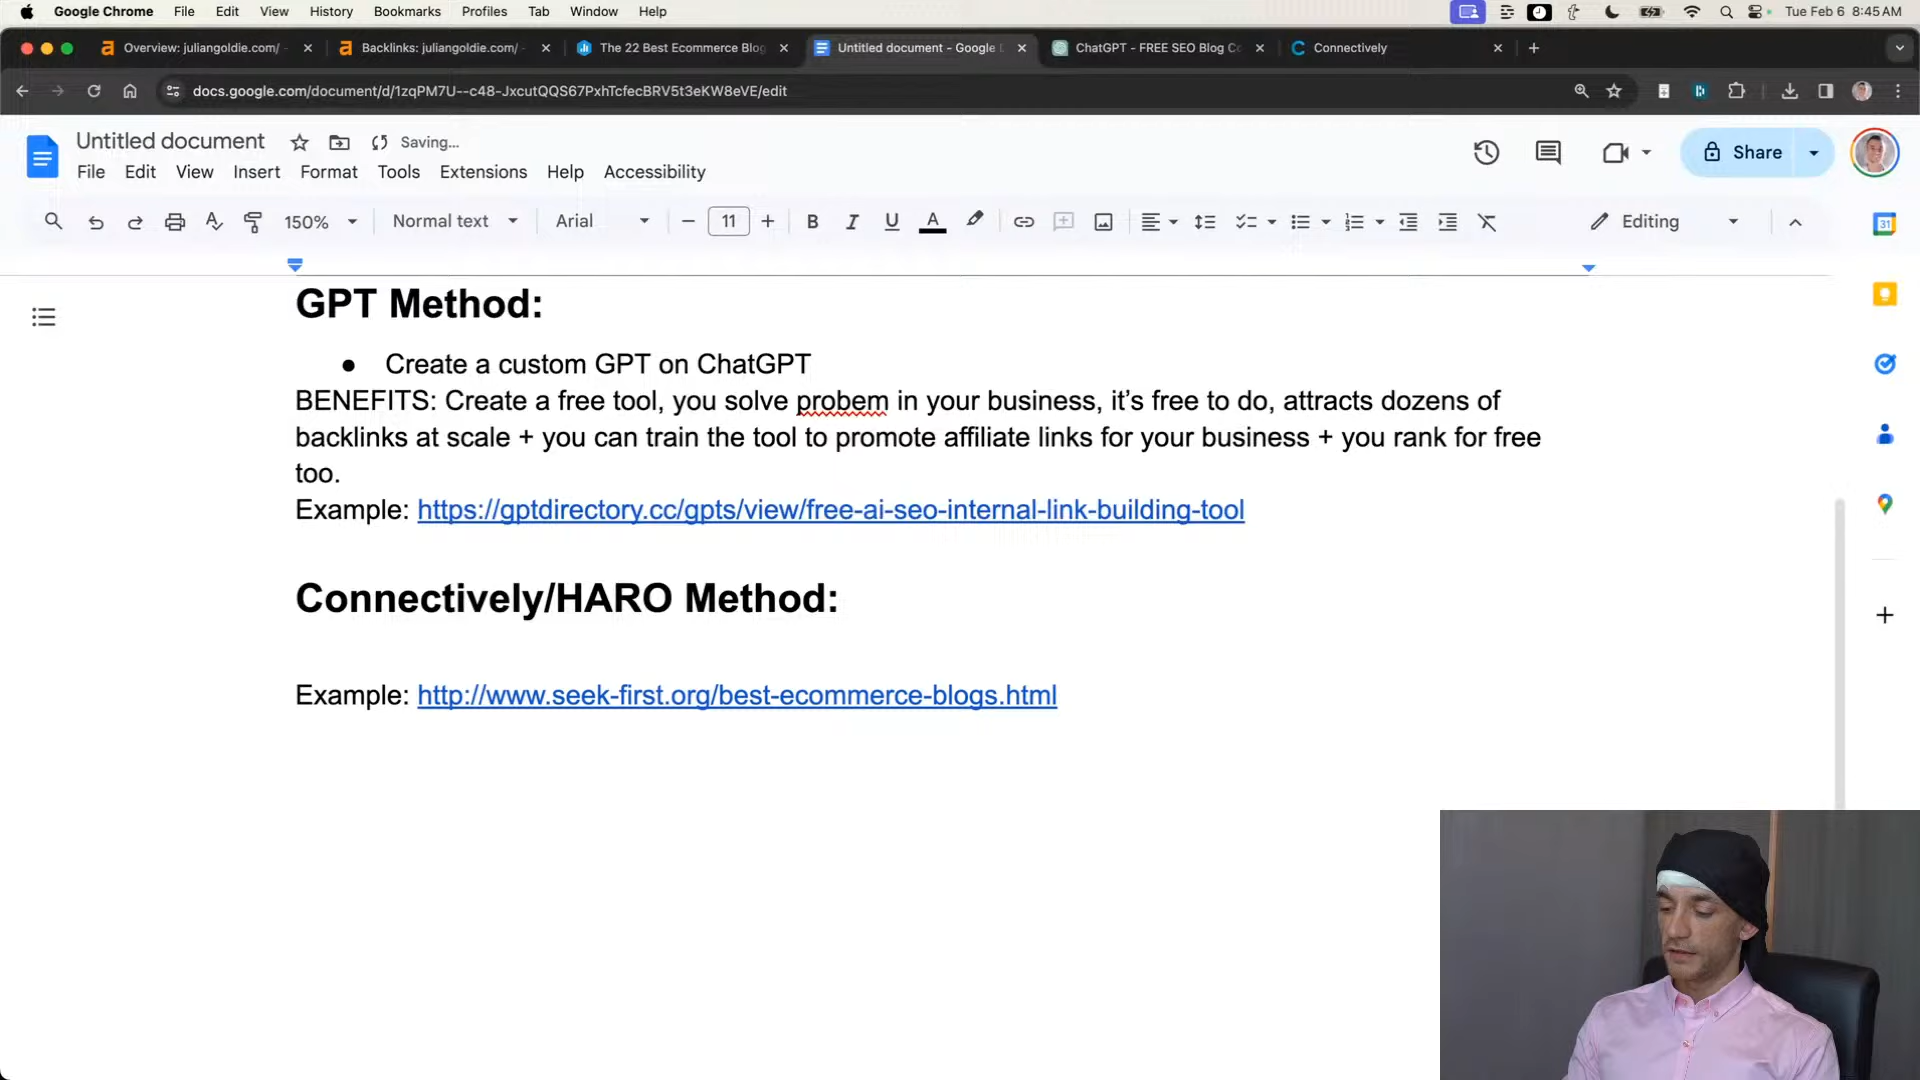 Google Chrome File Edit View History Bookmarks Profiles Tab Window Help Tue Feb 6 8:45 AM
Overview: juliangoldie.com/ - Backlinks: juliangoldie.com/ - The 22 Best Ecommerce Blog Untitled document - Google D ChatGPT - FREE SEO Blog Co Connectively
docs.google.com/document/d/1zqPM7U--c48-JxcutQQS67PxhTcfecBRV5t3eKW8eVE/edit
Untitled document Saving... Share
File Edit View Insert Format Tools Extensions Help Accessibility
150% Normal text Arial 11 Editing
31
GPT Method:
● Create a custom GPT on ChatGPT
BENEFITS: Create a free tool, you solve probem in your business, it’s free to do, attracts dozens of
backlinks at scale + you can train the tool to promote affiliate links for your business + you rank for free
too.
Example: https://gptdirectory.cc/gpts/view/free-ai-seo-internal-link-building-tool
Connectively/HARO Method:
Example: http://www.seek-first.org/best-ecommerce-blogs.html